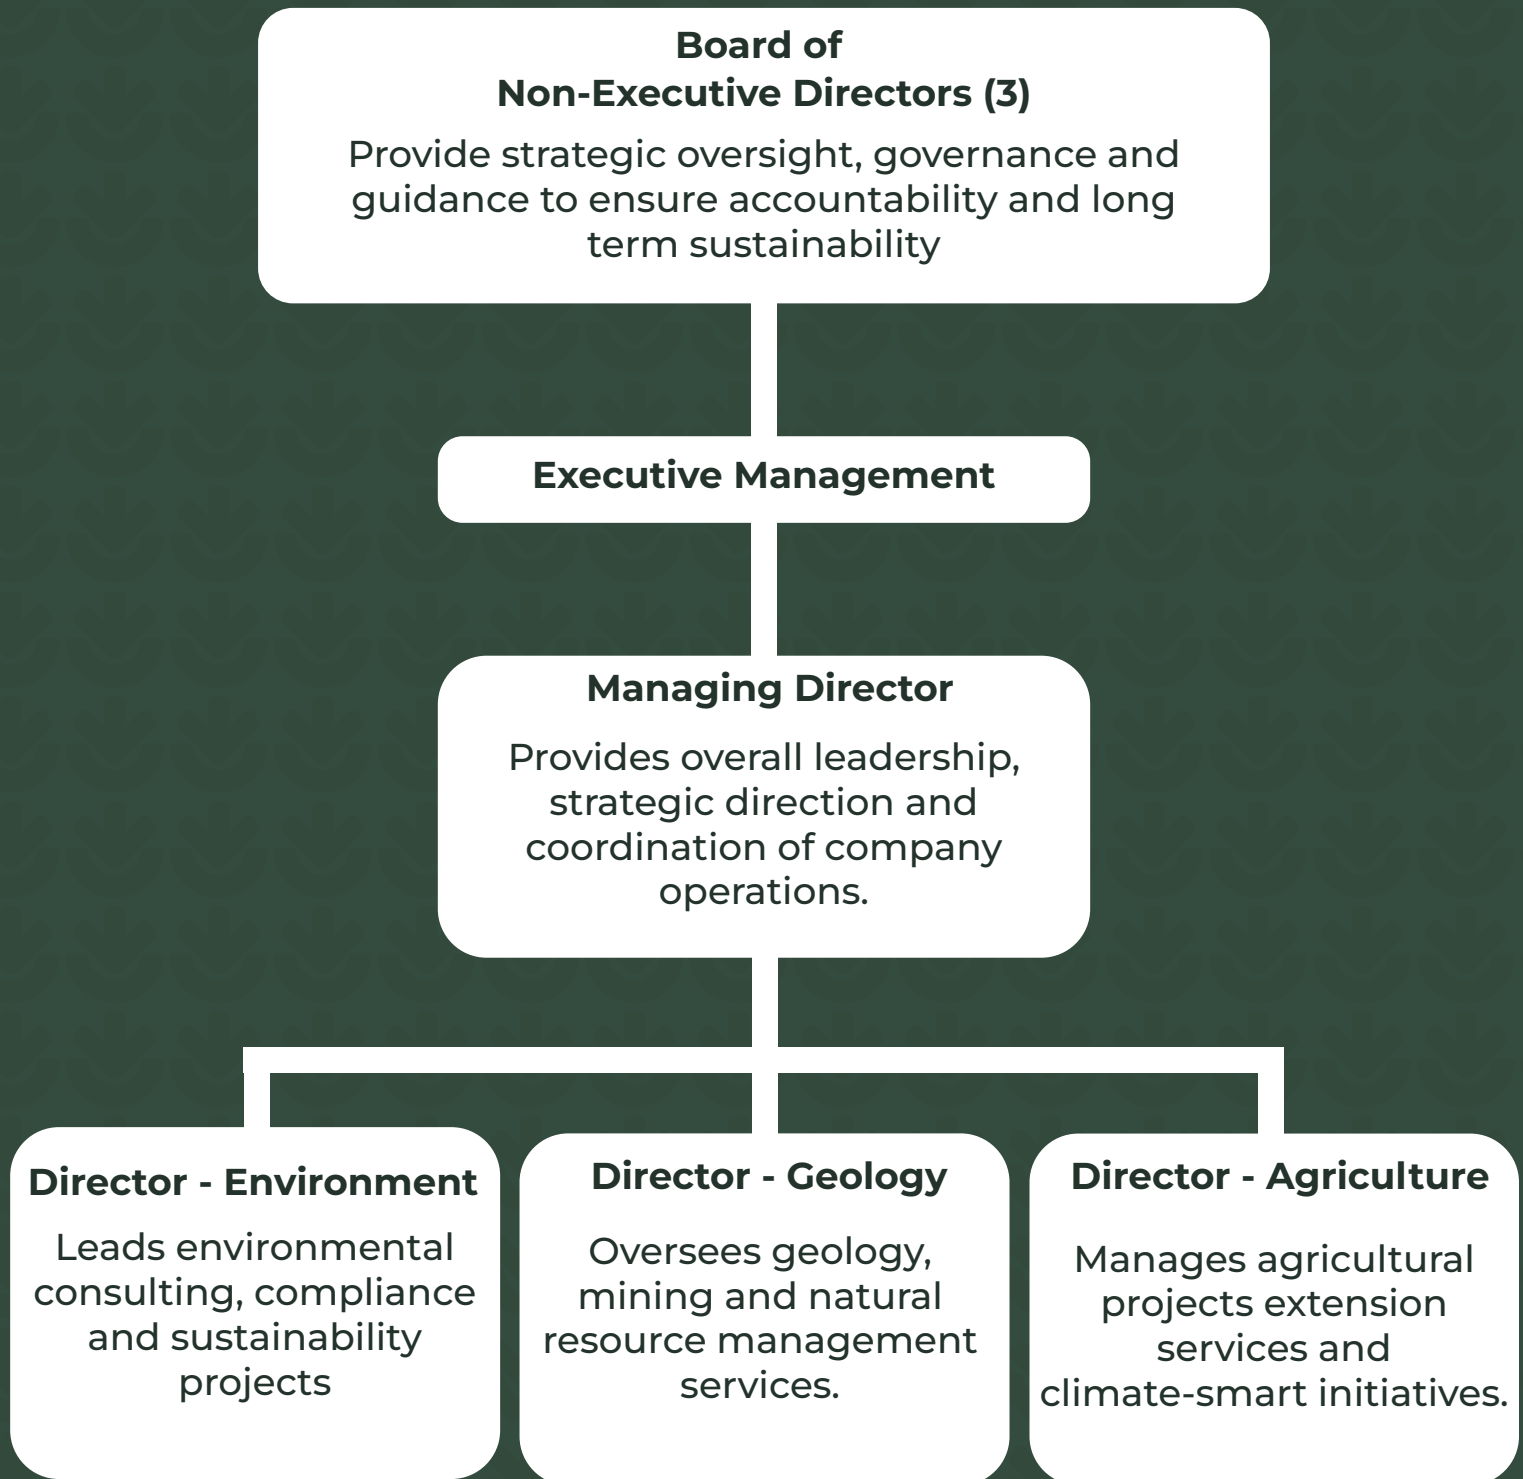 Board of
Non-Executive Directors (3)
Provide strategic oversight, governance and
guidance to ensure accountability and long
term sustainability
Executive Management
Managing Director
Provides overall leadership,
strategic direction and
coordination of company
operations.
Director - Environment
Leads environmental
consulting, compliance
and sustainability
projects
Director - Geology
Oversees geology,
mining and natural
resource management
services.
Director - Agriculture
Manages agricultural
projects extension
services and
climate-smart initiatives.